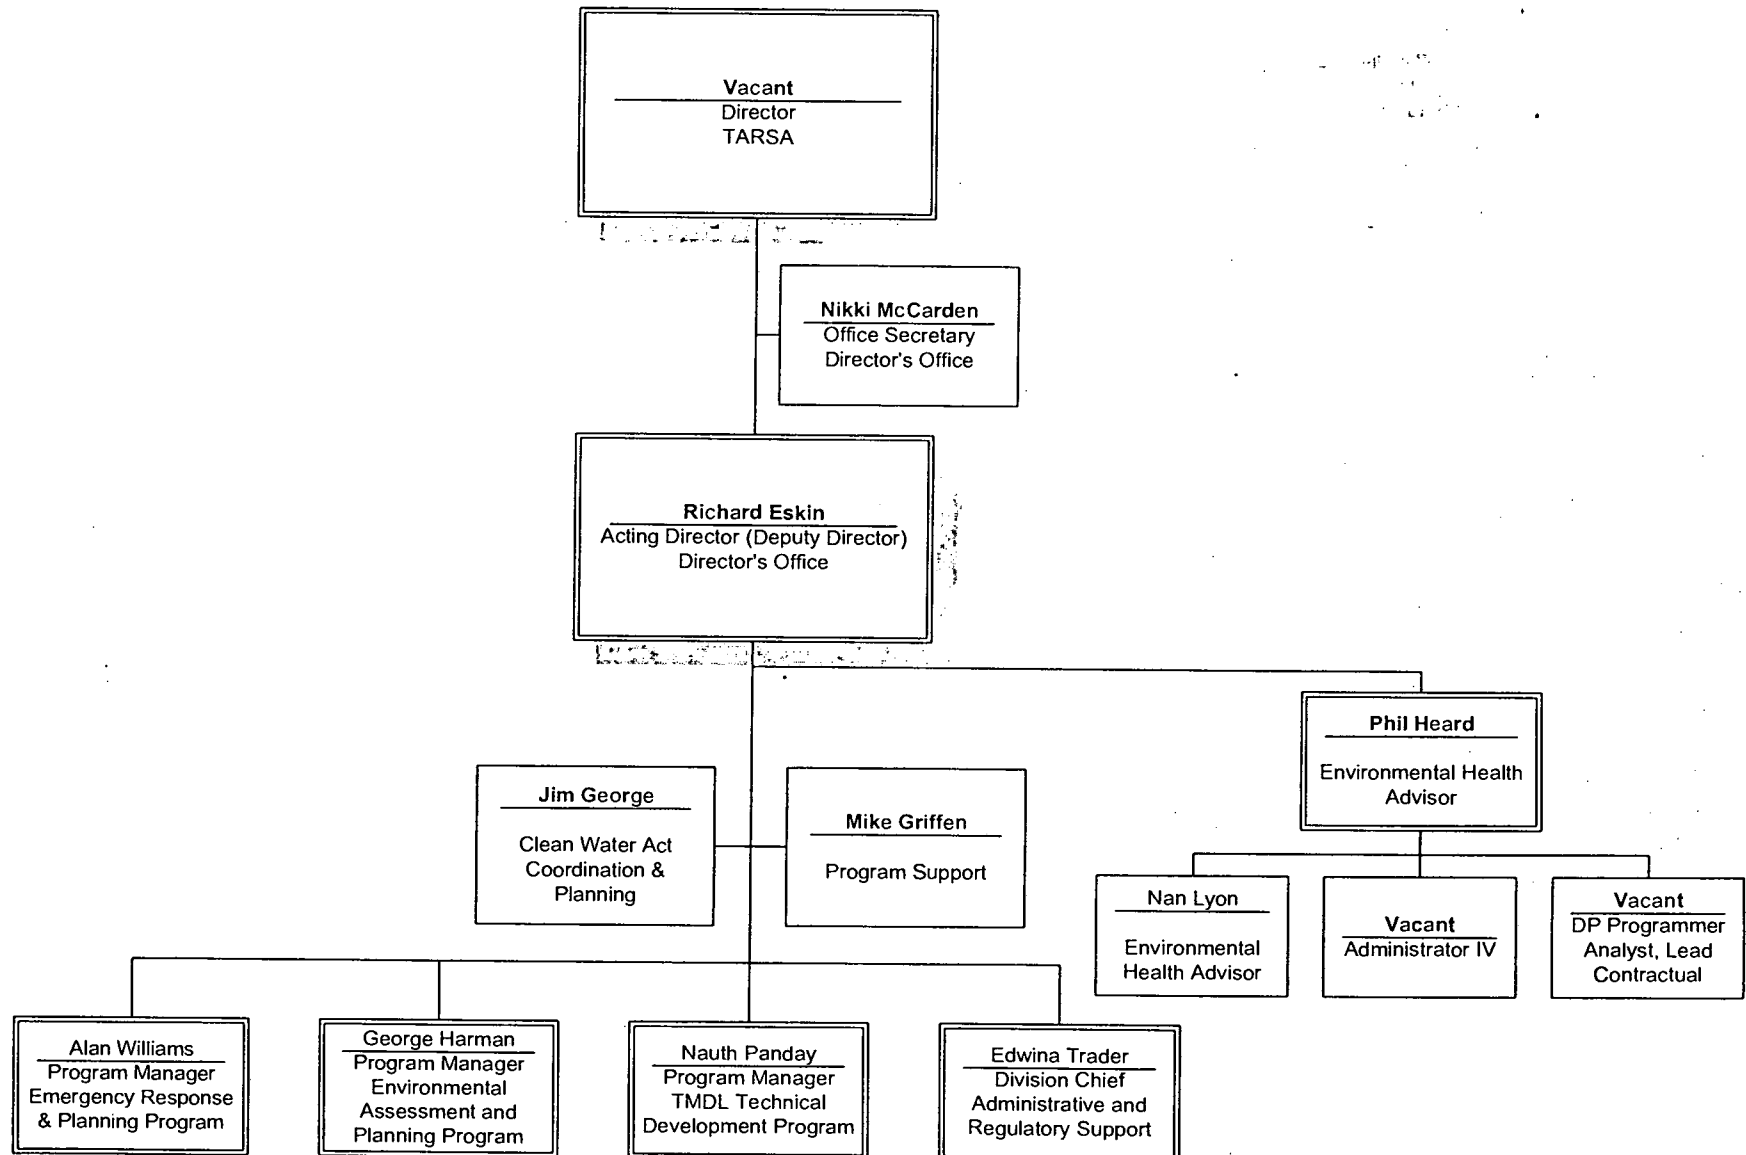 Vacant
Director
TARSA
Nikki McCarden
Office Secretary
Director's Office
Richard Eskin
Acting Director (Deputy Director)
Director's Office
Phil Heard
Environmental Health
Advisor
Jim George
Clean Water Act
Coordination &
Planning
Mike Griffen
Program Support
Nan Lyon
Environmental
Health Advisor
Vacant
Administrator IV
Vacant
DP Programmer
Analyst, Lead
Contractual
Alan Williams
Program Manager
Emergency Response
& Planning Program
George Harman
Program Manager
Environmental
Assessment and
Planning Program
Nauth Panday
Program Manager
TMDL Technical
Development Program
Edwina Trader
Division Chief
Administrative and
Regulatory Support